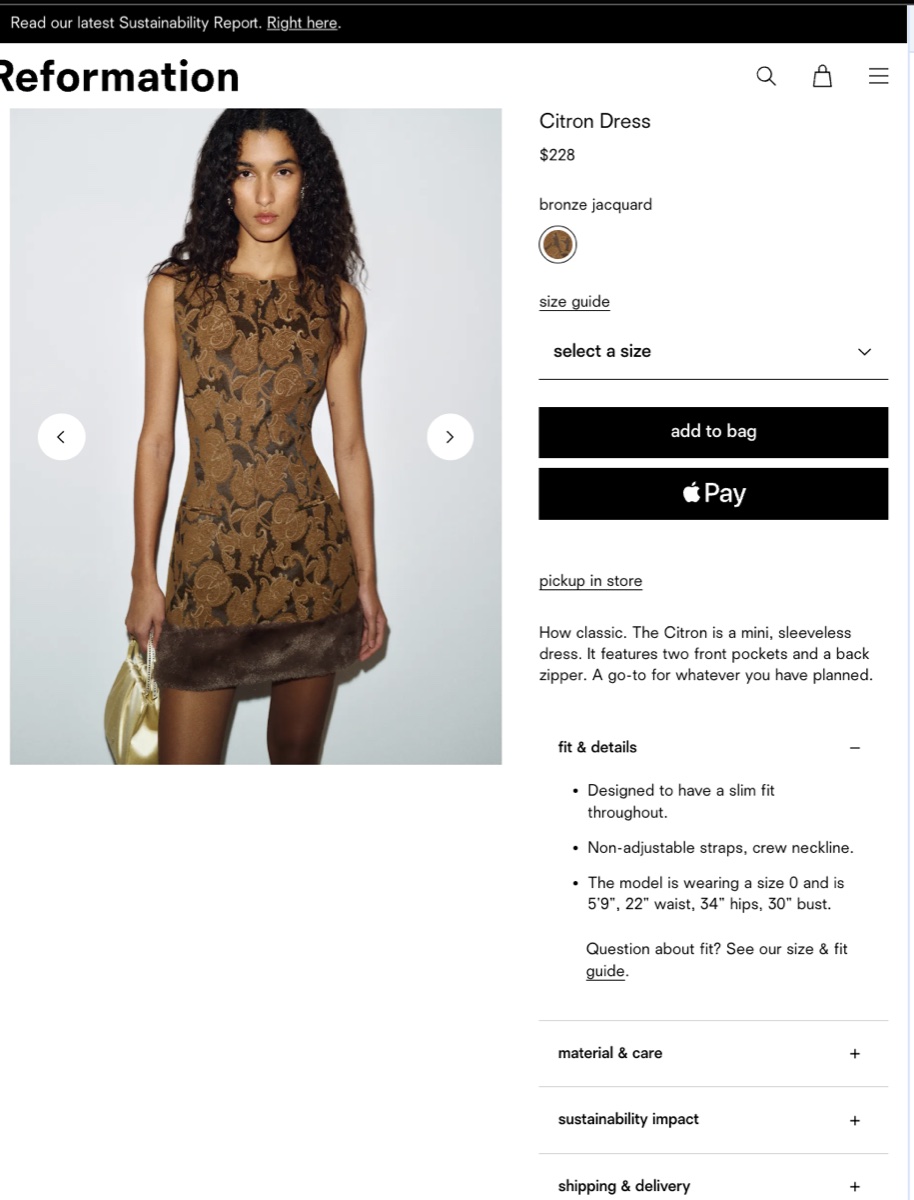 Read our latest Sustainability Report. Right here.
Reformation
Citron Dress
$228
bronze jacquard
size guide
select a size
add to bag
Pay
pickup in store
How classic. The Citron is a mini, sleeveless
dress. It features two front pockets and a back
zipper. A go-to for whatever you have planned.
fit & details
• Designed to have a slim fit
throughout.
• Non-adjustable straps, crew neckline.
• The model is wearing a size 0 and is
5’9”, 22” waist, 34” hips, 30” bust.
Question about fit? See our size & fit
guide.
material & care
sustainability impact
shipping & delivery